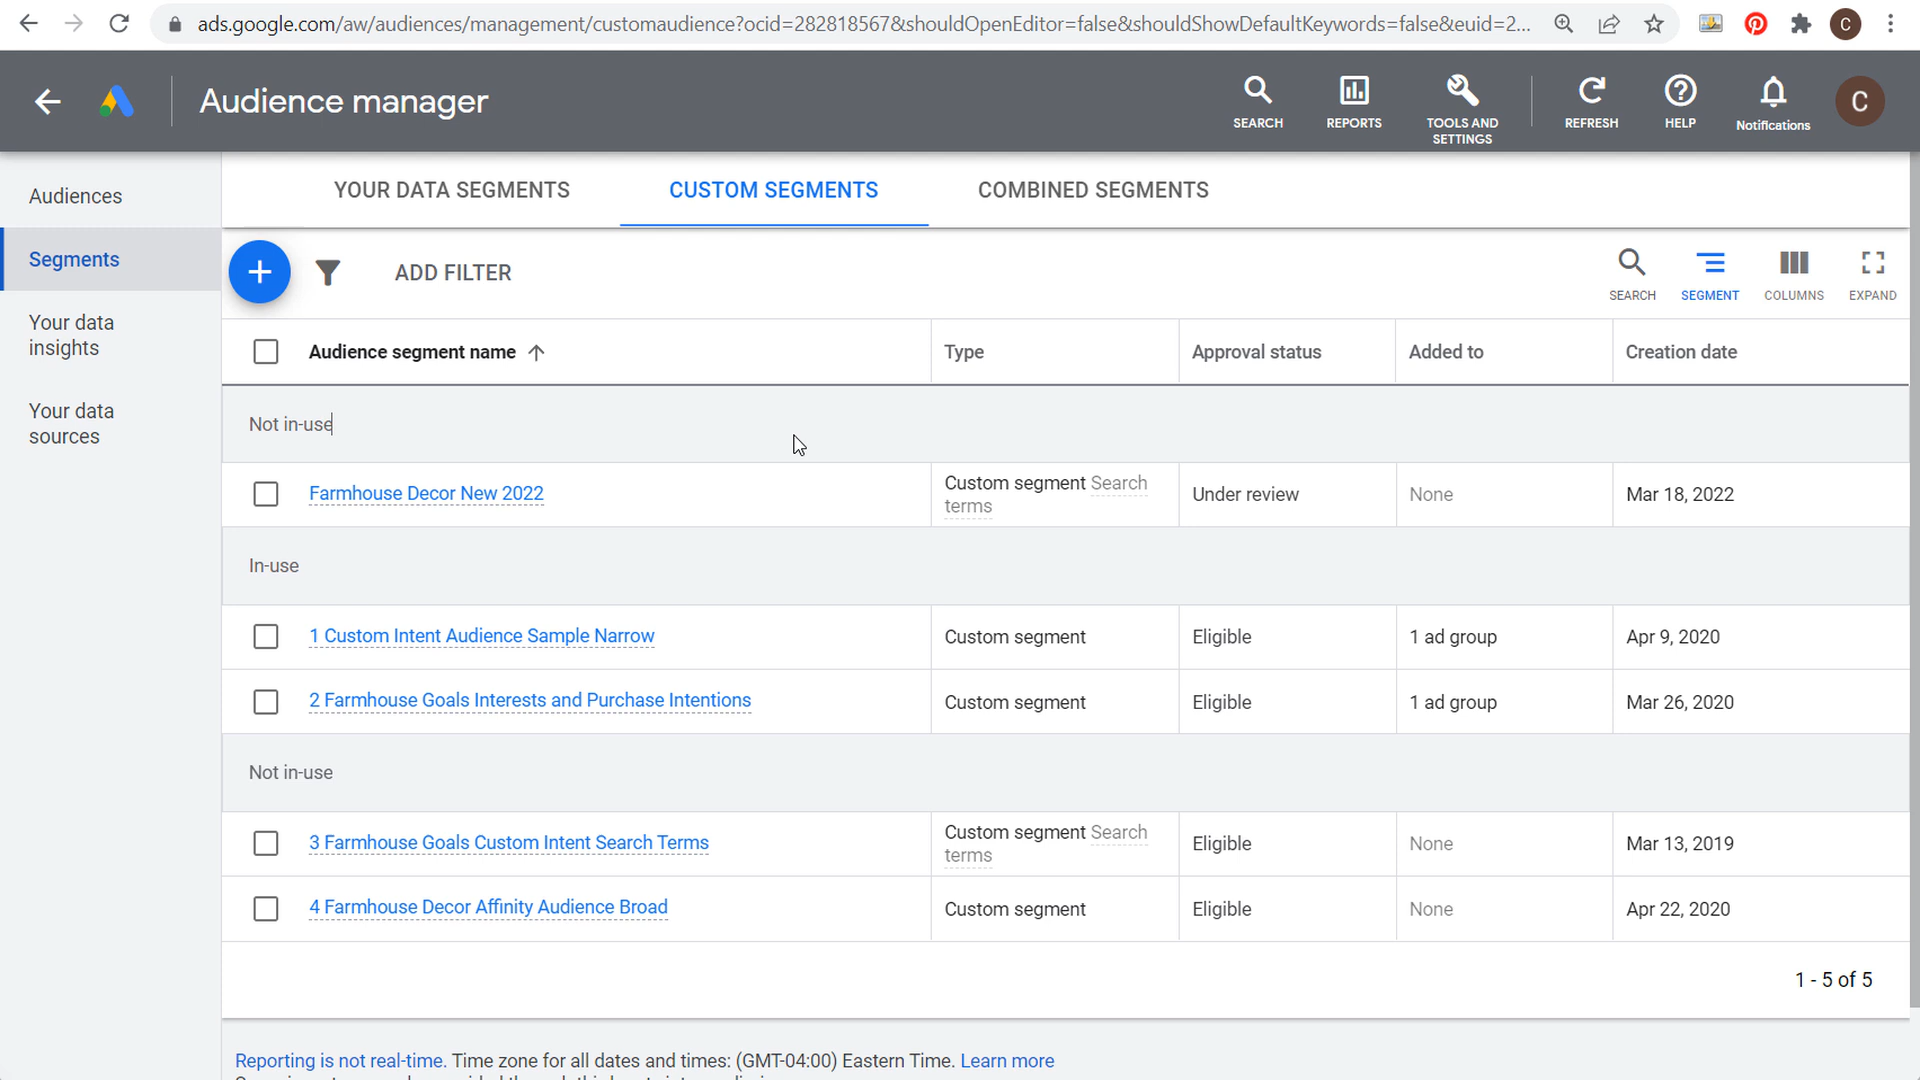 ads.google.com/aw/audiences/management/customaudience?ocid=282818567&shouldOpenEditor=false&shouldShowDefaultKeywords=false&euid=2...
C
Audience manager
SEARCH
REPORTS
TOOLS AND
SETTINGS
REFRESH
HELP
Notifications
C
Audiences
Segments
Your data
insights
Your data
sources
YOUR DATA SEGMENTS
CUSTOM SEGMENTS
COMBINED SEGMENTS
ADD FILTER
SEARCH
SEGMENT
COLUMNS
EXPAND
Audience segment name
Type
Approval status
Added to
Creation date
Not in-use
Farmhouse Decor New 2022
Custom segment Search
terms
Under review
None
Mar 18, 2022
In-use
1 Custom Intent Audience Sample Narrow
Custom segment
Eligible
1 ad group
Apr 9, 2020
2 Farmhouse Goals Interests and Purchase Intentions
Custom segment
Eligible
1 ad group
Mar 26, 2020
Not in-use
3 Farmhouse Goals Custom Intent Search Terms
Custom segment Search
terms
Eligible
None
Mar 13, 2019
4 Farmhouse Decor Affinity Audience Broad
Custom segment
Eligible
None
Apr 22, 2020
1 - 5 of 5
Reporting is not real-time. Time zone for all dates and times: (GMT-04:00) Eastern Time. Learn more